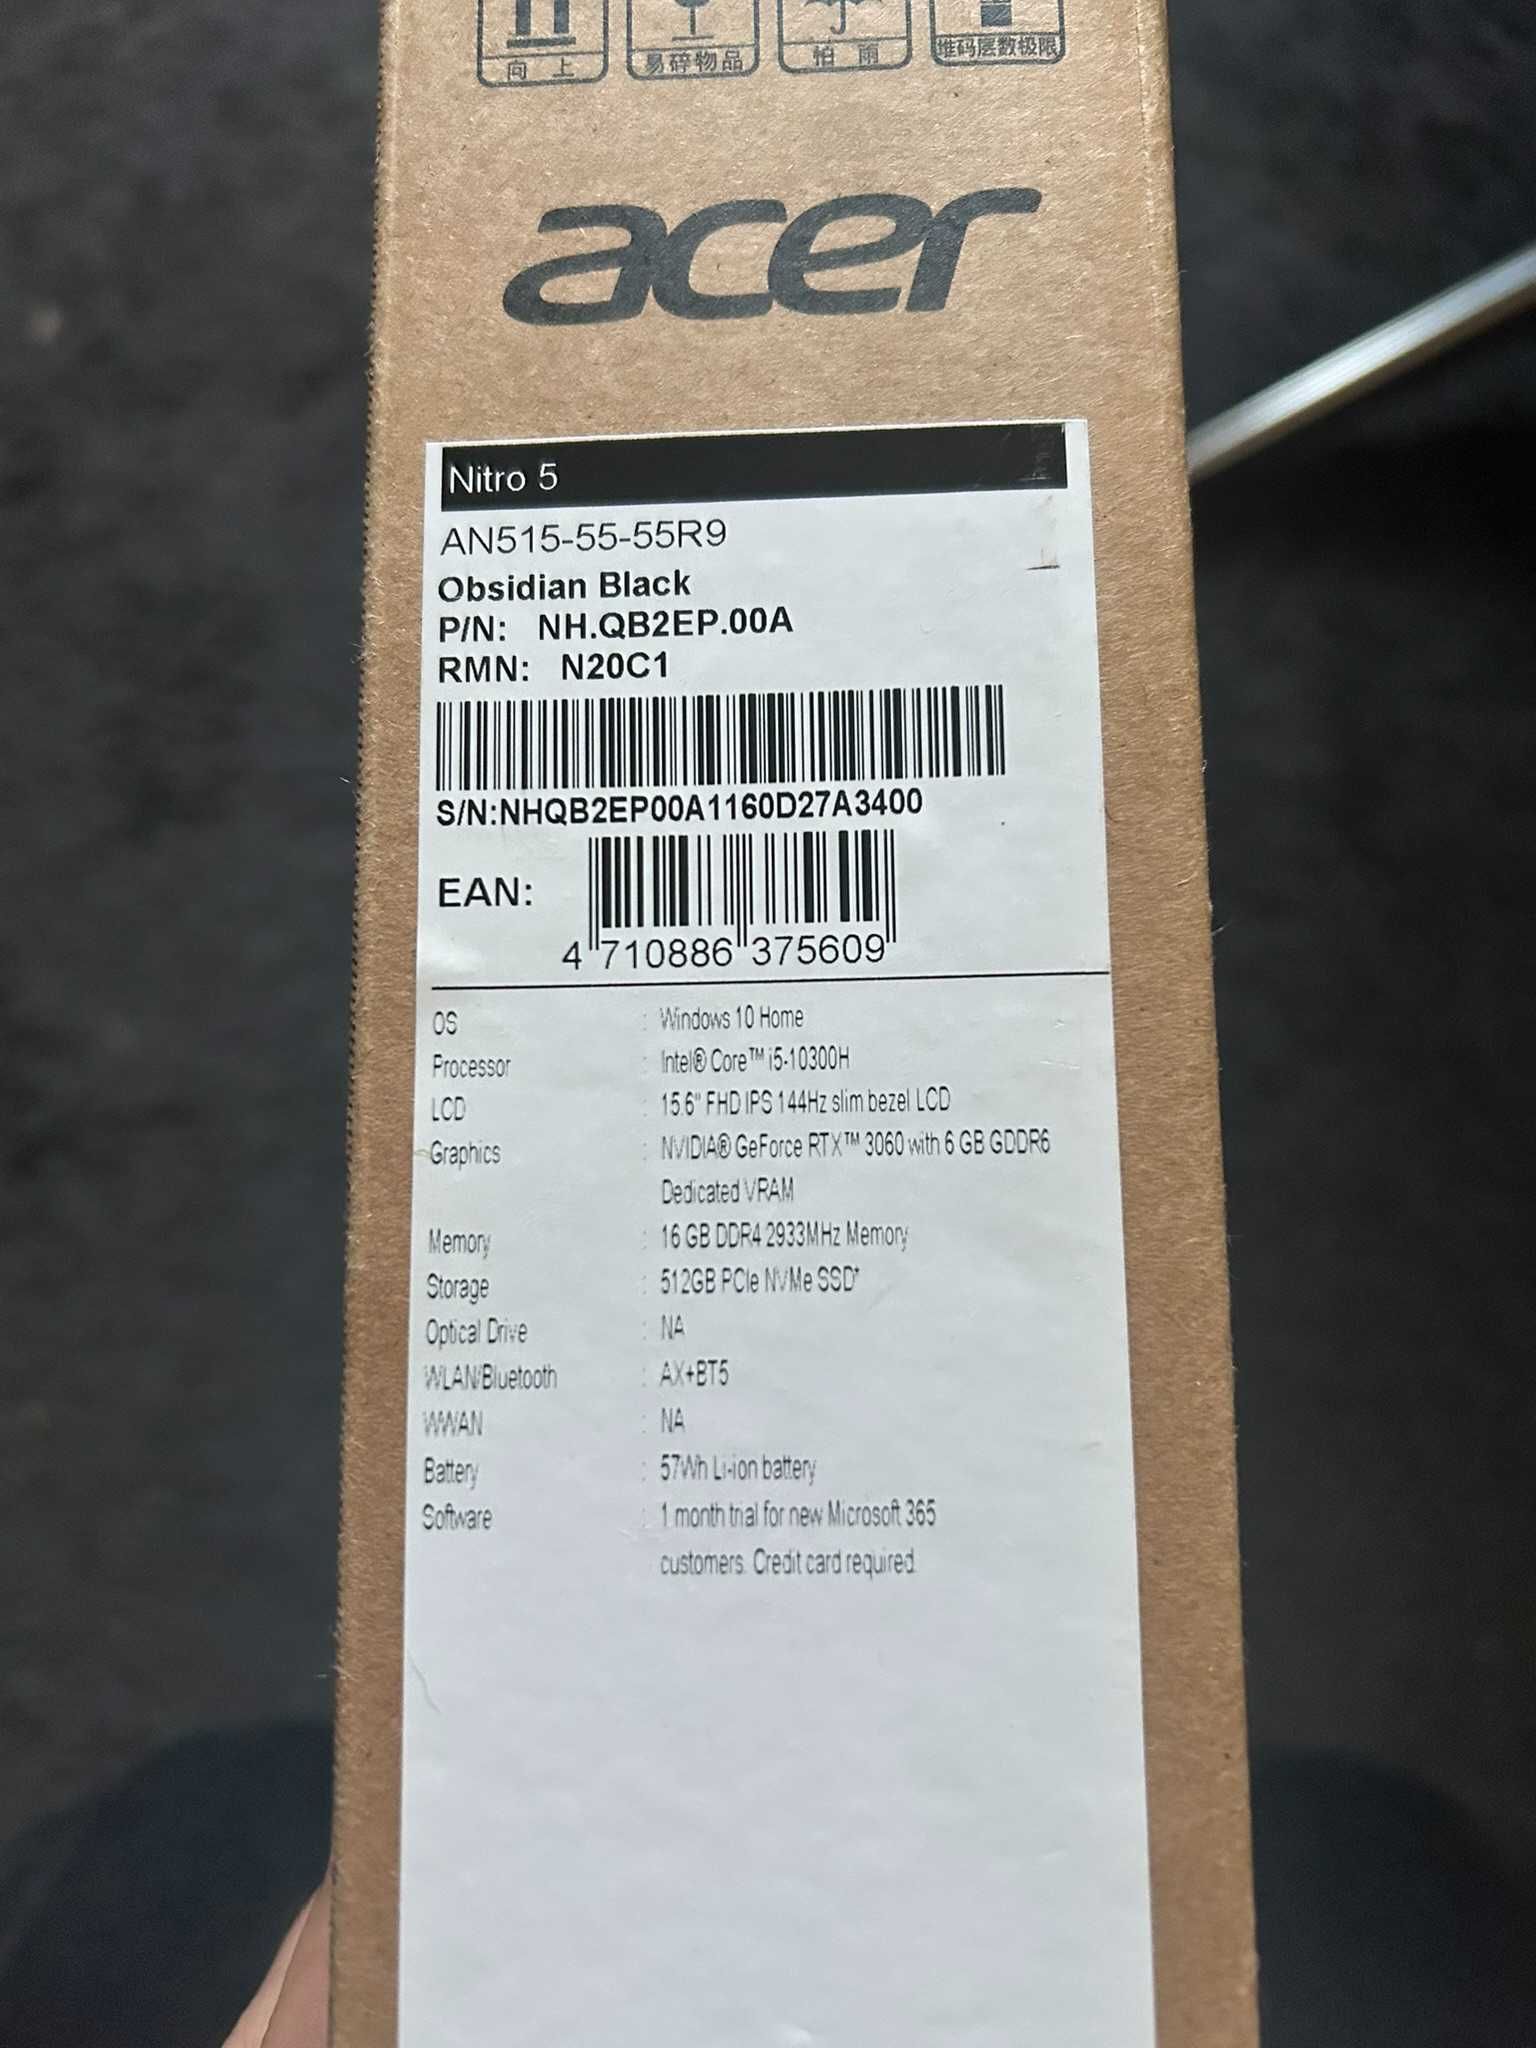 向 上
易碎物品
怕 雨
堆码层数极限
acer
Nitro 5
AN515-55-55R9
Obsidian Black
P/N: NH.QB2EP.00A
RMN: N20C1
S/N:NHQB2EP00A1160D27A3400
EAN:
4 710886 375609
OS : Windows 10 Home
Processor : Intel® Core™ i5-10300H
LCD : 15.6" FHD IPS 144Hz slim bezel LCD
Graphics : NVIDIA® GeForce RTX™ 3060 with 6 GB GDDR6
Dedicated VRAM
Memory : 16 GB DDR4 2933MHz Memory
Storage : 512GB PCIe NVMe SSD*
Optical Drive : NA
WLAN/Bluetooth : AX+BT5
WWAN : NA
Battery : 57Wh Li-ion battery
Software : 1 month trial for new Microsoft 365
customers. Credit card required.